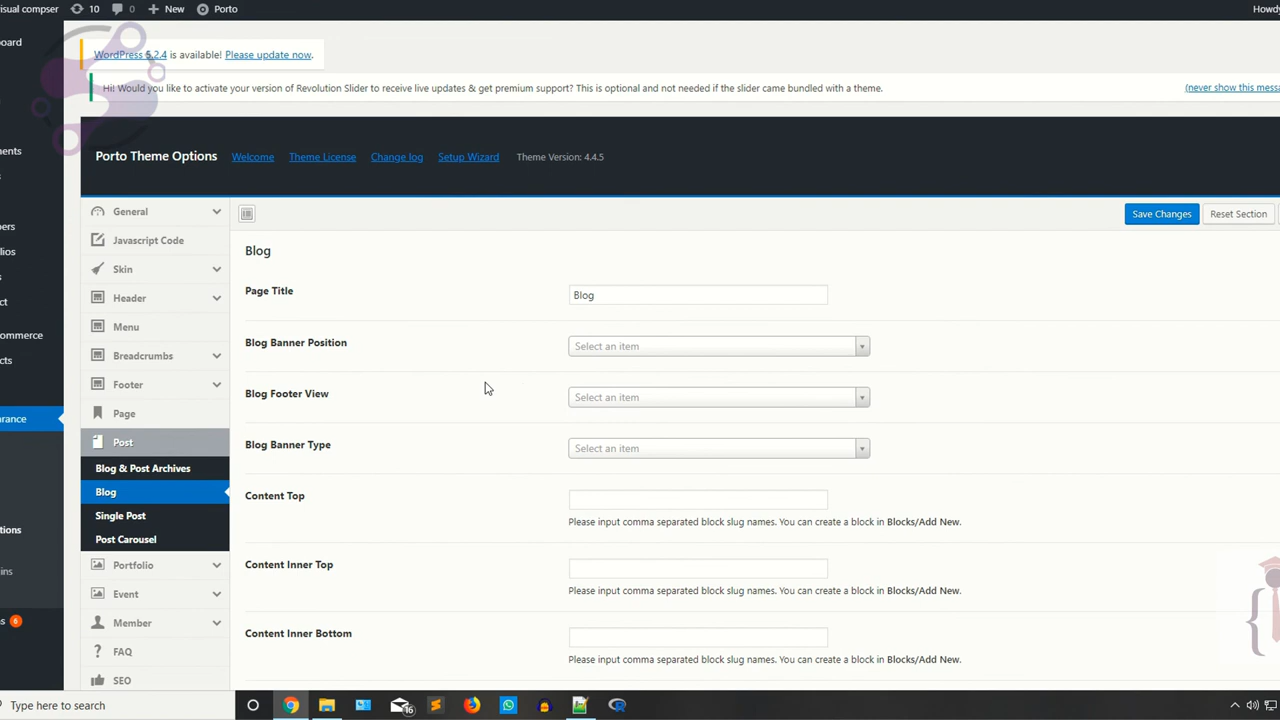 isual compser 10 0 New Porto Howdy
WordPress 5.2.4 is available! Please update now.
Hi! Would you like to activate your version of Revolution Slider to receive live updates & get premium support? This is optional and not needed if the slider came bundled with a theme. (never show this messa
Porto Theme Options Welcome Theme License Change log Setup Wizard Theme Version: 4.4.5
oard
ents
s
pers
lios
s
ct
ommerce
cts
arance
tions
ins
s 6
General
Javascript Code
Skin
Header
Menu
Breadcrumbs
Footer
Page
Post
Blog & Post Archives
Blog
Single Post
Post Carousel
Portfolio
Event
Member
FAQ
SEO
Save Changes Reset Section
Blog
Page Title Blog
Blog Banner Position Select an item
Blog Footer View Select an item
Blog Banner Type Select an item
Content Top
Please input comma separated block slug names. You can create a block in Blocks/Add New.
Content Inner Top
Please input comma separated block slug names. You can create a block in Blocks/Add New.
Content Inner Bottom
Please input comma separated block slug names. You can create a block in Blocks/Add New.
Type here to search 16